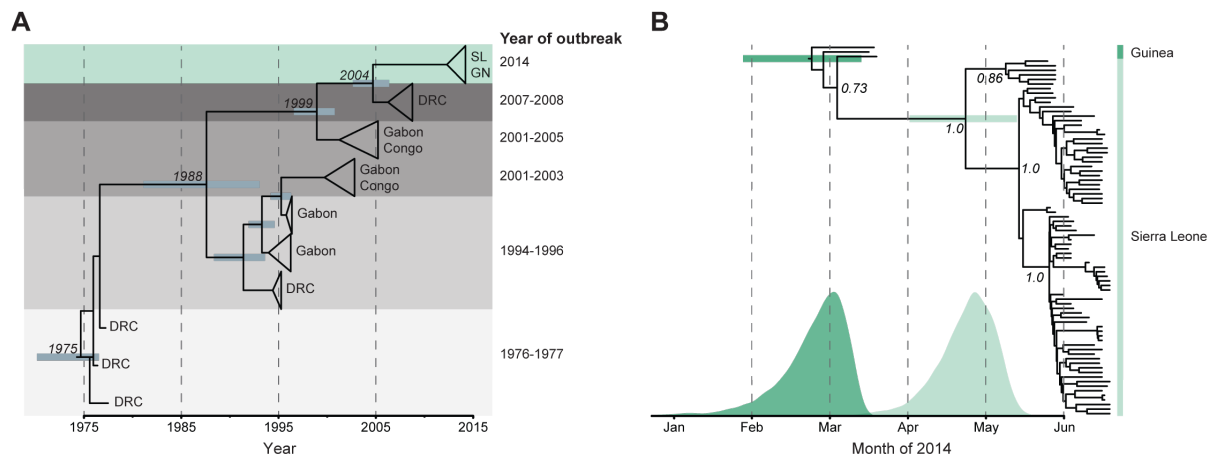 A
Year of outbreak
SL
GN
2014
2004
DRC
2007-2008
1999
Gabon
Congo
2001-2005
Gabon
Congo
2001-2003
1988
Gabon
Gabon
1994-1996
DRC
DRC
1975
DRC
1976-1977
DRC
1975 1985 1995 2005 2015
Year
B
Guinea
0.86
0.73
1.0
1.0
Sierra Leone
1.0
Jan Feb Mar Apr May Jun
Month of 2014